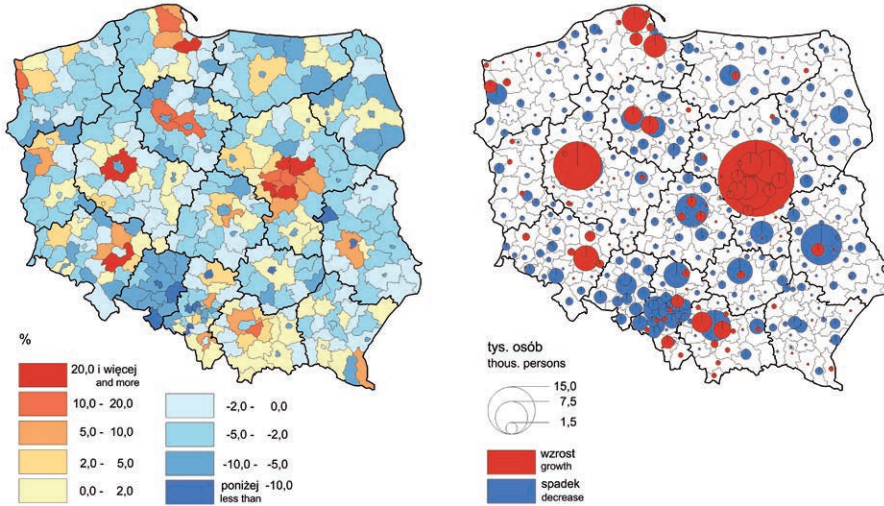 %
20,0 i więcej
and more
10,0 - 20,0
5,0 - 10,0
2,0 - 5,0
0,0 - 2,0
-2,0 - 0,0
-5,0 - -2,0
-10,0 - -5,0
poniżej -10,0
less than
tys. osób
thous. persons
15,0
7,5
1,5
wzrost
growth
spadek
decrease